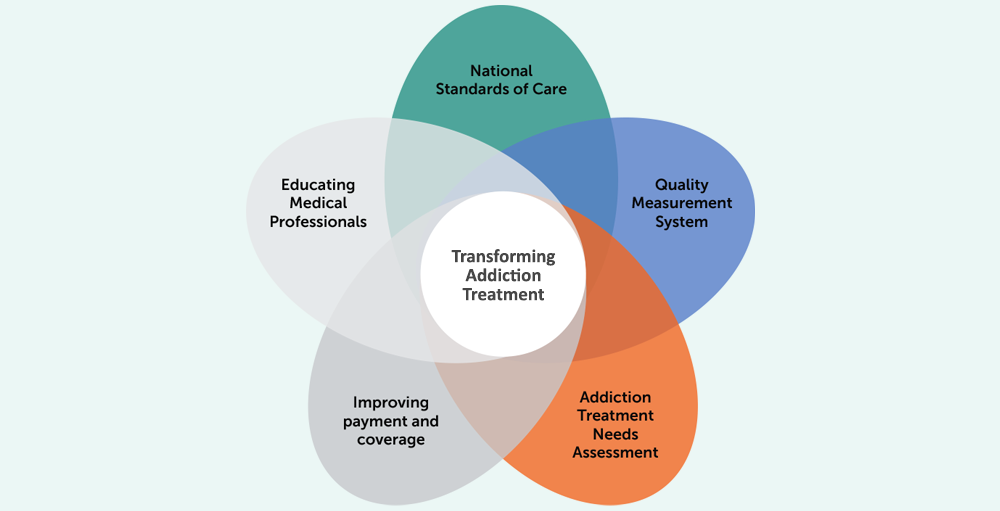 National
Standards of Care
Quality
Measurement
System
Educating
Medical
Professionals
Transforming
Addiction
Treatment
Improving
payment and
coverage
Addiction
Treatment
Needs
Assessment